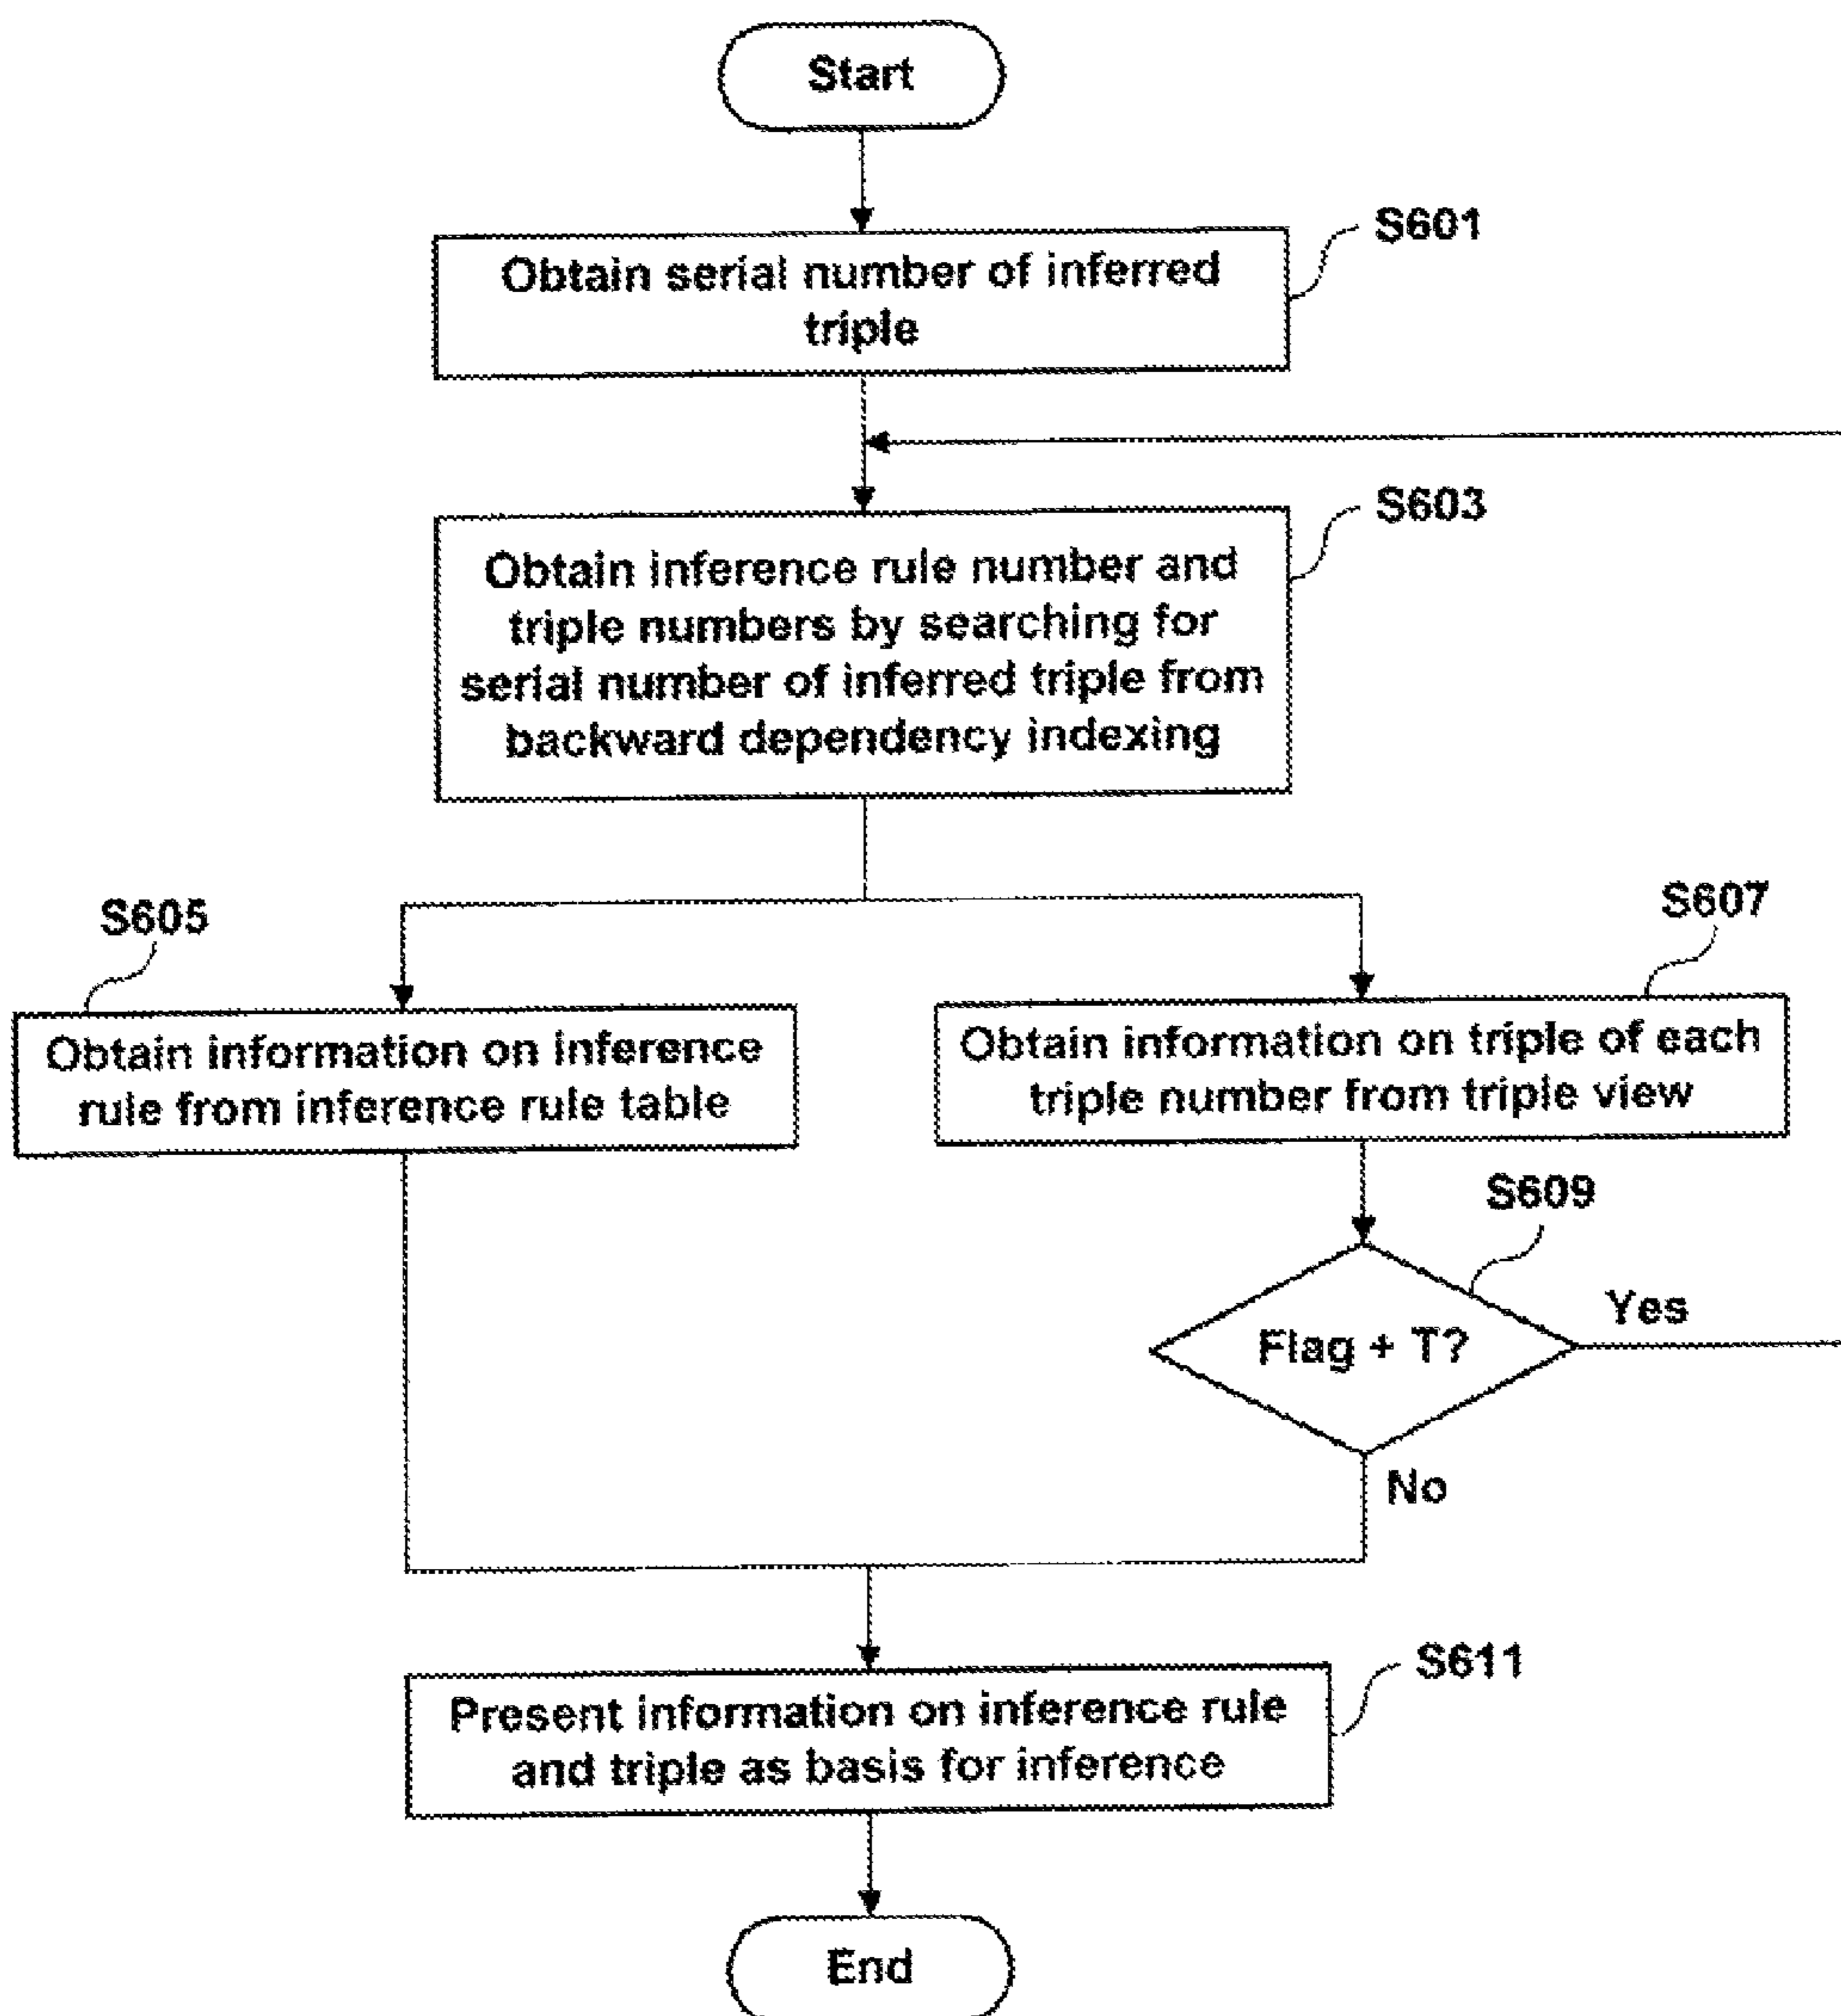 Start
S601
Obtain serial number of inferred
triple
S603
Obtain inference rule number and
triple numbers by searching for
serial number of inferred triple from
backward dependency indexing
S605
S607
Obtain information on inference
rule from inference rule table
Obtain information on triple of each
triple number from triple view
S609
Flag + T?
Yes
No
S611
Present information on inference rule
and triple as basis for inference
End